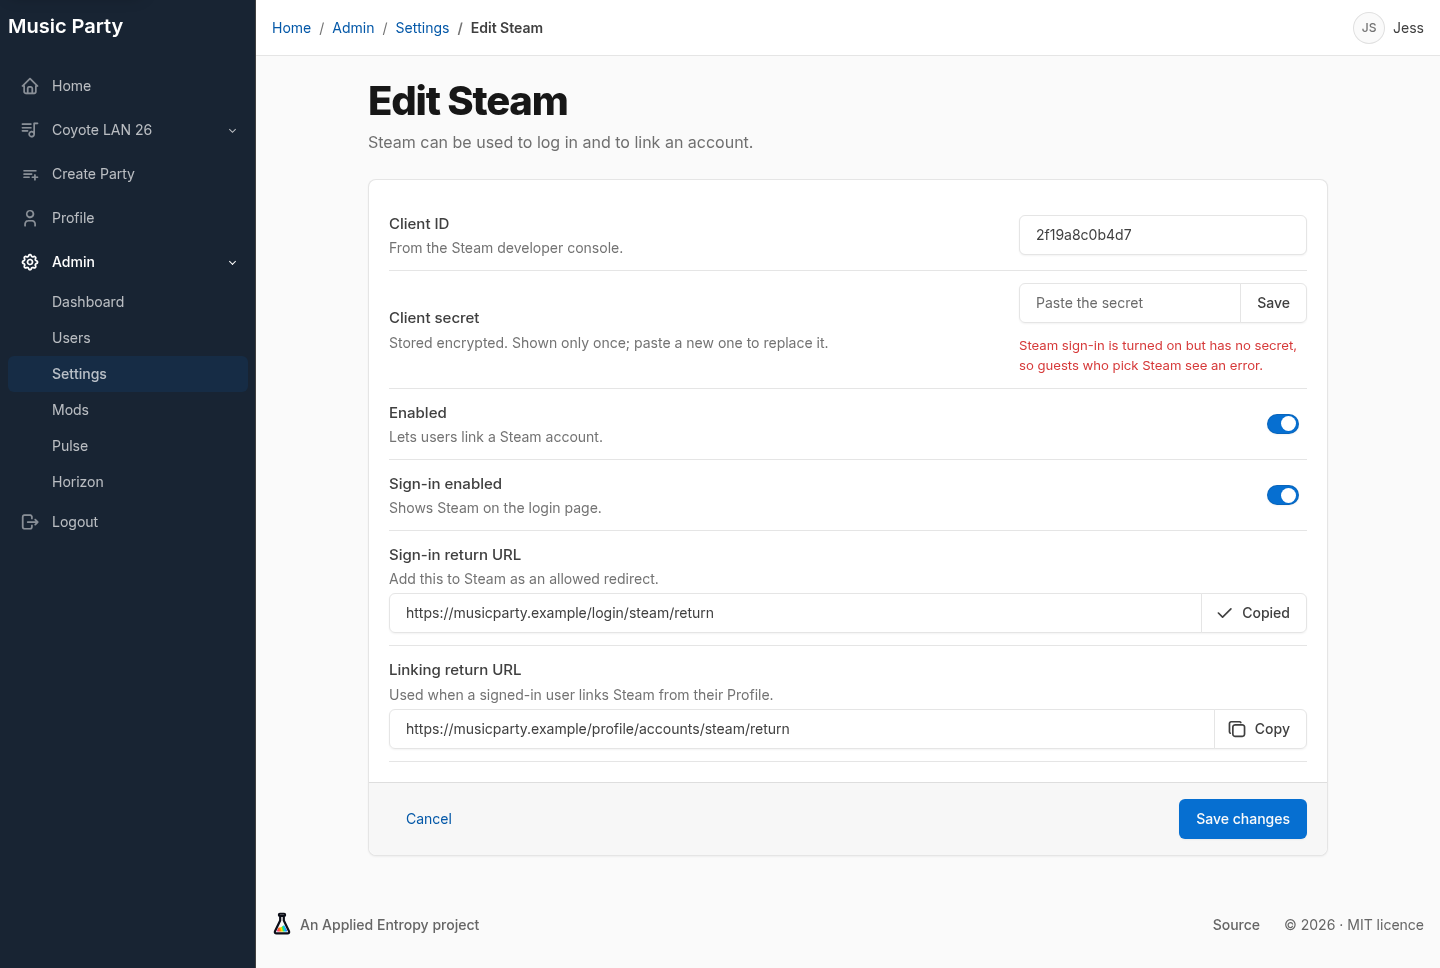 Music Party
Home
Coyote LAN 26
Create Party
Profile
Admin
Dashboard
Users
Settings
Mods
Pulse
Horizon
Logout
Home / Admin / Settings / Edit Steam
JS Jess
Edit Steam
Steam can be used to log in and to link an account.
Client ID
From the Steam developer console.
2f19a8c0b4d7
Client secret
Stored encrypted. Shown only once; paste a new one to replace it.
Paste the secret Save
Steam sign-in is turned on but has no secret,
so guests who pick Steam see an error.
Enabled
Lets users link a Steam account.
Sign-in enabled
Shows Steam on the login page.
Sign-in return URL
Add this to Steam as an allowed redirect.
https://musicparty.example/login/steam/return Copied
Linking return URL
Used when a signed-in user links Steam from their Profile.
https://musicparty.example/profile/accounts/steam/return Copy
Cancel Save changes
An Applied Entropy project Source © 2026 · MIT licence